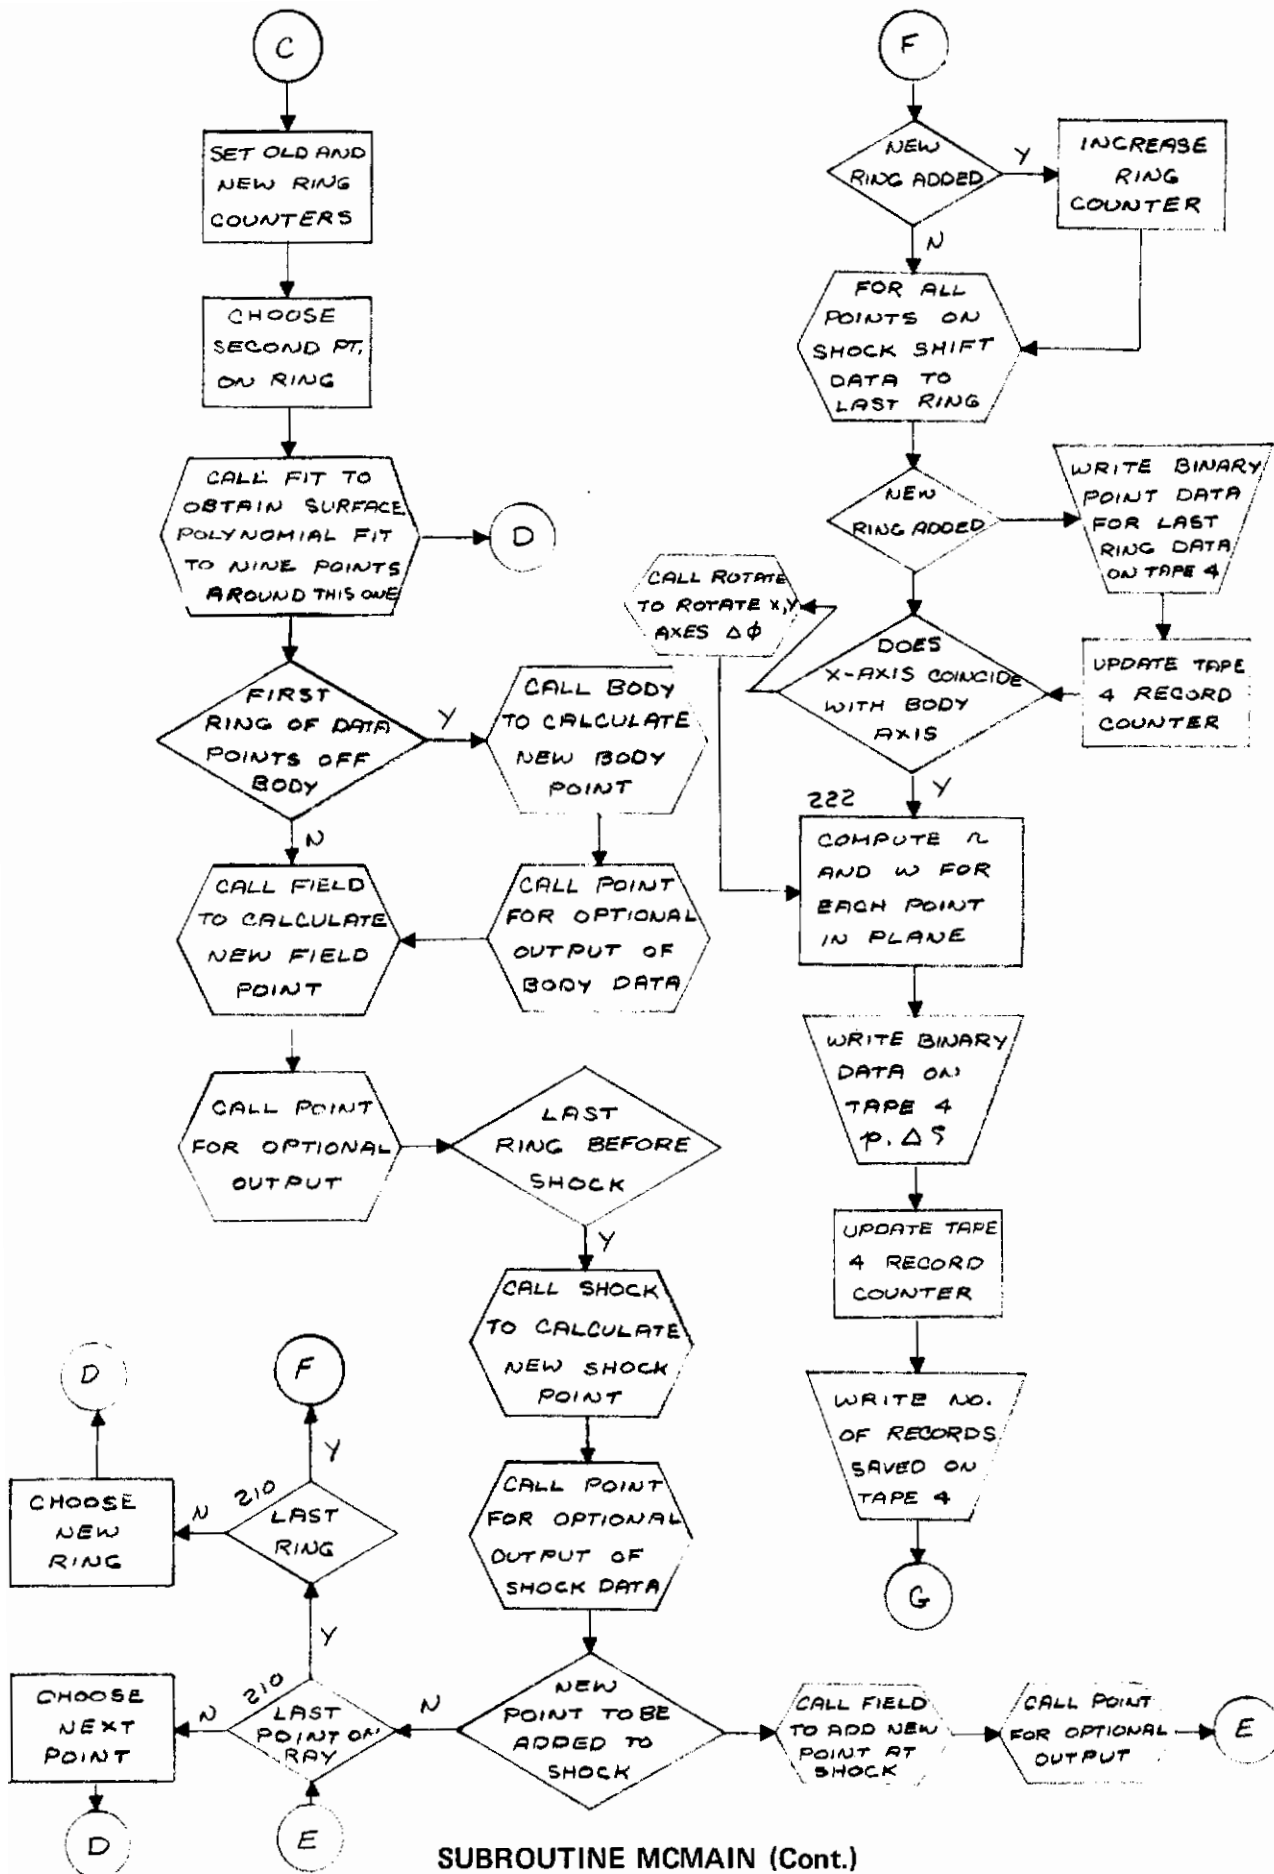 C
SET OLD AND
NEW RING
COUNTERS
CHOOSE
SECOND PT.
ON RING
CALL FIT TO
OBTAIN SURFACE
POLYNOMIAL FIT
TO NINE POINTS
AROUND THIS ONE
D
FIRST
RING OF DATA
POINTS OFF
BODY
Y
N
CALL BODY
TO CALCULATE
NEW BODY
POINT
CALL POINT
FOR OPTIONAL
OUTPUT OF
BODY DATA
CALL FIELD
TO CALCULATE
NEW FIELD
POINT
CALL POINT
FOR OPTIONAL
OUTPUT
LAST
RING BEFORE
SHOCK
Y
CALL SHOCK
TO CALCULATE
NEW SHOCK
POINT
CALL POINT
FOR OPTIONAL
OUTPUT OF
SHOCK DATA
NEW
POINT TO BE
ADDED TO
SHOCK
N
CALL FIELD
TO ADD NEW
POINT AT
SHOCK
CALL POINT
FOR OPTIONAL
OUTPUT
E
D
F
Y
210
LAST
RING
N
CHOOSE
NEW
RING
Y
210
LAST
POINT ON
RAY
N
CHOOSE
NEXT
POINT
D
E
F
NEW
RING ADDED
Y
INCREASE
RING
COUNTER
N
FOR ALL
POINTS ON
SHOCK SHIFT
DATA TO
LAST RING
NEW
RING ADDED
WRITE BINARY
POINT DATA
FOR LAST
RING DATA
ON TAPE 4
UPDATE TAPE
4 RECORD
COUNTER
DOES
X-AXIS COINCIDE
WITH BODY
AXIS
CALL ROTATE
TO ROTATE X,Y
AXES Δφ
Y
222
COMPUTE r
AND W FOR
EACH POINT
IN PLANE
WRITE BINARY
DATA ON
TAPE 4
p. ΔS
UPDATE TAPE
4 RECORD
COUNTER
WRITE NO.
OF RECORDS
SAVED ON
TAPE 4
G
SUBROUTINE MCMAIN (Cont.)